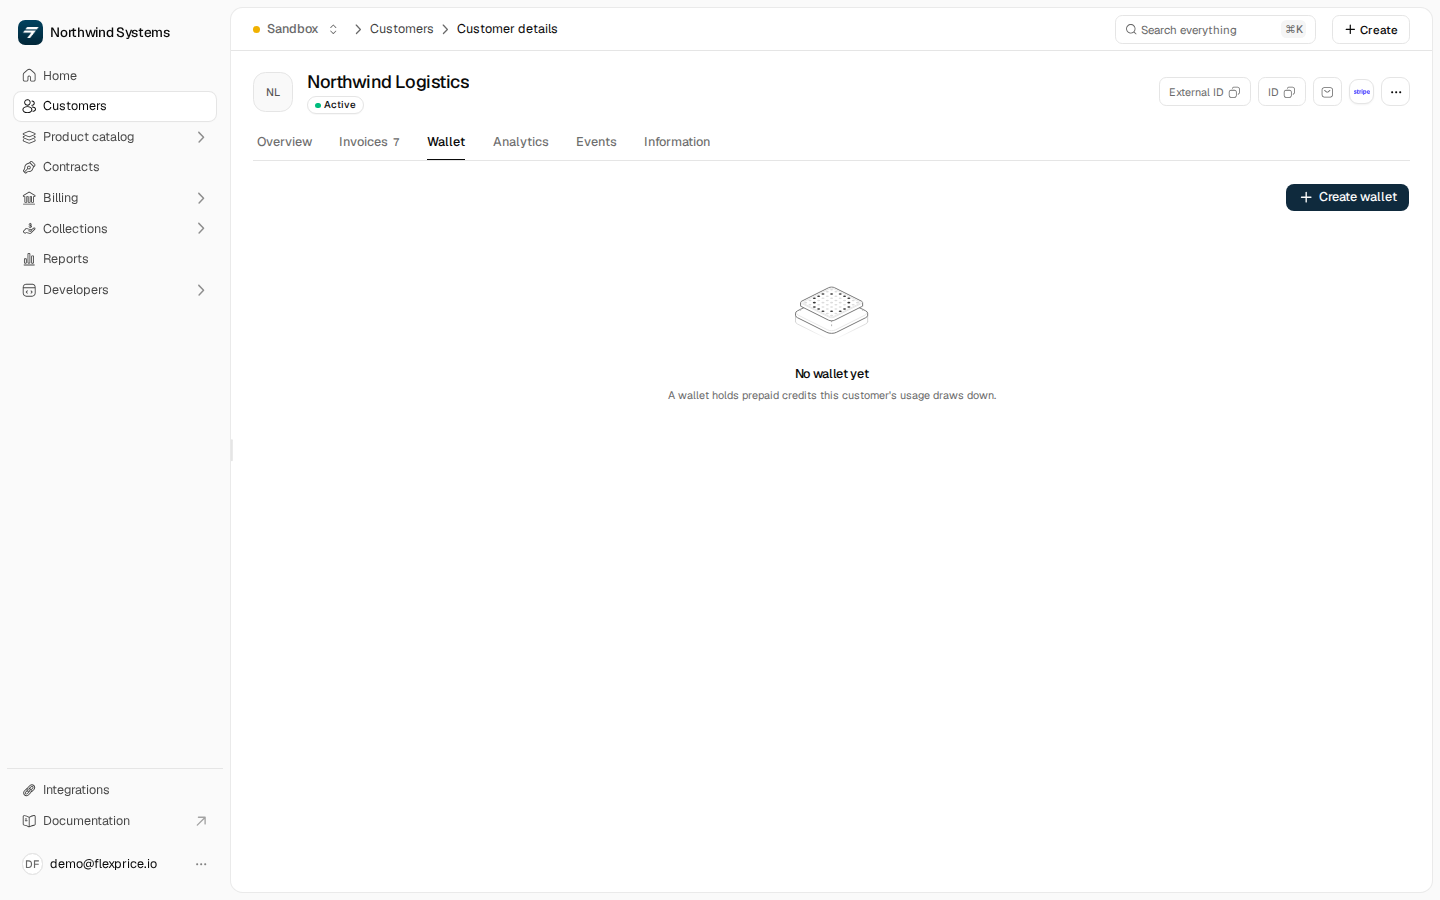 Northwind Systems
Home
Customers
Product catalog
Contracts
Billing
Collections
Reports
Developers
Integrations
Documentation
DF demo@flexprice.io
Sandbox Customers Customer details
Search everything ⌘K
Create
NL
Northwind Logistics
Active
External ID
ID
stripe
Overview Invoices 7 Wallet Analytics Events Information
Create wallet
No wallet yet
A wallet holds prepaid credits this customer's usage draws down.